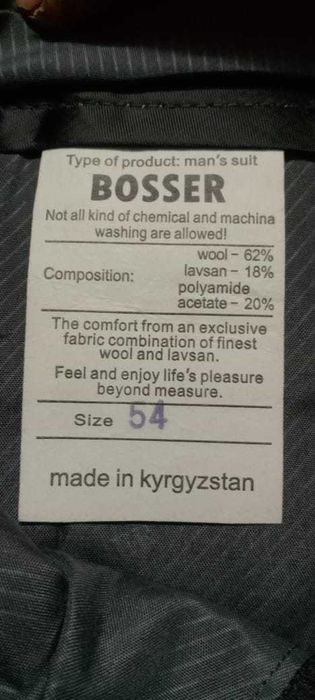 Type of product: man's suit
BOSSER
Not all kind of chemical and machina
washing are allowed!
Composition:
wool - 62%
lavsan - 18%
polyamide
acetate - 20%
The comfort from an exclusive
fabric combination of finest
wool and lavsan.
Feel and enjoy life's pleasure
beyond measure.
Size 54
made in kyrgyzstan